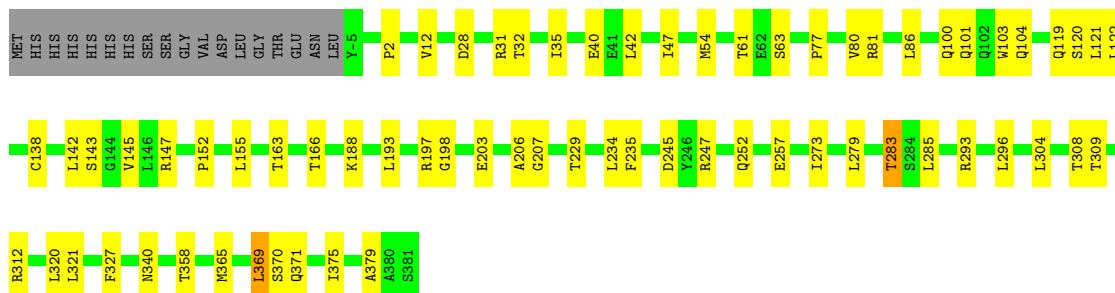 MET HIS HIS HIS HIS HIS HIS SER SER GLY VAL ASP LEU GLY THR GLU ASN LEU Y-5 P2 V12 D28 R31 T32 I35 E40 E41 L42 I47 M54 T61 E62 S63 P77 V80 R81 L86 Q100 Q101 Q102 W103 Q104 Q119 S120 L121
C138 L142 S143 G144 V145 L146 R147 P152 L155 T163 T166 K188 L193 R197 G198 E203 A206 G207 T229 L234 F235 D245 Y246 R247 Q252 E257 I273 L279 T283 S284 L285 R293 L296 L304 T308 T309
R312 L320 L321 F327 N340 T358 M365 L369 S370 Q371 I375 A379 A380 S381